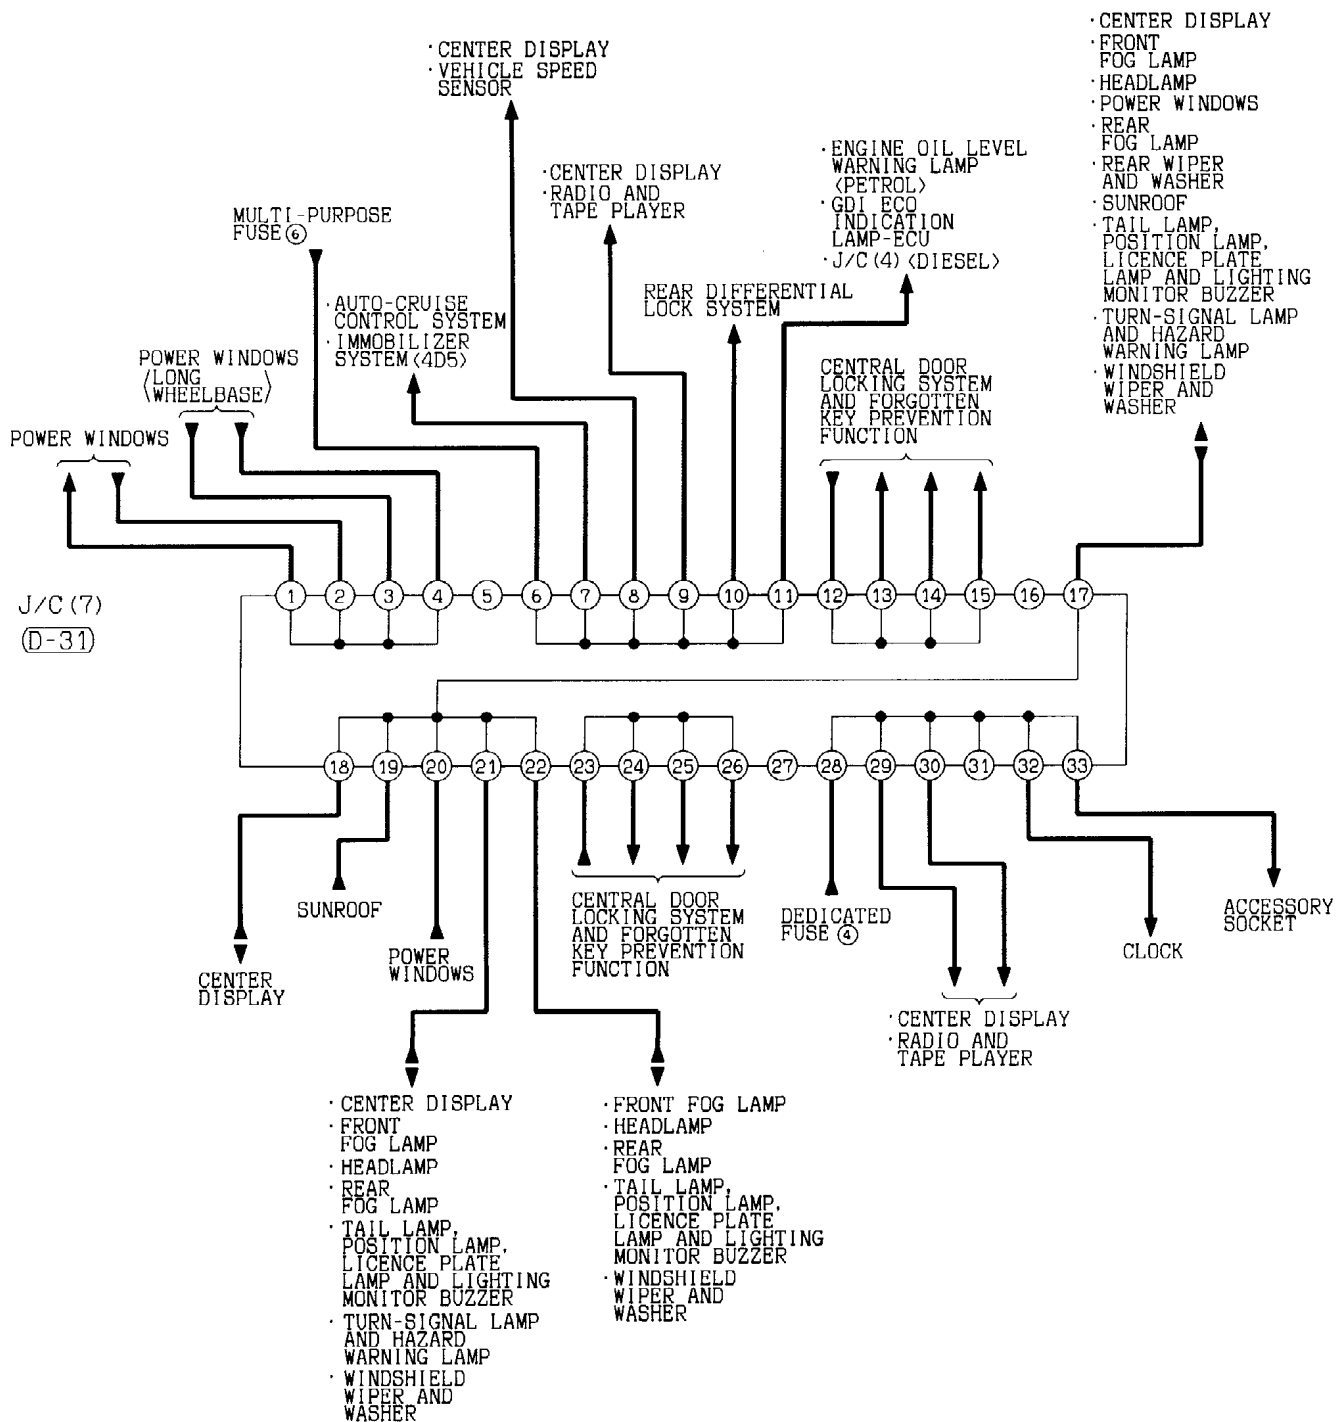 · CENTER DISPLAY
· VEHICLE SPEED
SENSOR
· CENTER DISPLAY
· RADIO AND
TAPE PLAYER
· ENGINE OIL LEVEL
WARNING LAMP
<PETROL>
· GDI ECO
INDICATION
LAMP-ECU
· J/C (4) <DIESEL>
· CENTER DISPLAY
· FRONT
FOG LAMP
· HEADLAMP
· POWER WINDOWS
· REAR
FOG LAMP
· REAR WIPER
AND WASHER
· SUNROOF
· TAIL LAMP,
POSITION LAMP,
LICENCE PLATE
LAMP AND LIGHTING
MONITOR BUZZER
· TURN-SIGNAL LAMP
AND HAZARD
WARNING LAMP
· WINDSHIELD
WIPER AND
WASHER
MULTI-PURPOSE
FUSE ⑥
· AUTO-CRUISE
CONTROL SYSTEM
· IMMOBILIZER
SYSTEM <4D5>
REAR DIFFERENTIAL
LOCK SYSTEM
CENTRAL DOOR
LOCKING SYSTEM
AND FORGOTTEN
KEY PREVENTION
FUNCTION
POWER WINDOWS
<LONG
WHEELBASE>
POWER WINDOWS
J/C (7)
D-31
1 2 3 4 5 6 7 8 9 10 11 12 13 14 15 16 17
18 19 20 21 22 23 24 25 26 27 28 29 30 31 32 33
CENTER
DISPLAY
SUNROOF
POWER
WINDOWS
CENTRAL DOOR
LOCKING SYSTEM
AND FORGOTTEN
KEY PREVENTION
FUNCTION
DEDICATED
FUSE ④
· CENTER DISPLAY
· RADIO AND
TAPE PLAYER
CLOCK
ACCESSORY
SOCKET
· CENTER DISPLAY
· FRONT
FOG LAMP
· HEADLAMP
· REAR
FOG LAMP
· TAIL LAMP,
POSITION LAMP,
LICENCE PLATE
LAMP AND LIGHTING
MONITOR BUZZER
· TURN-SIGNAL LAMP
AND HAZARD
WARNING LAMP
· WINDSHIELD
WIPER AND
WASHER
· FRONT FOG LAMP
· HEADLAMP
· REAR
FOG LAMP
· TAIL LAMP,
POSITION LAMP,
LICENCE PLATE
LAMP AND LIGHTING
MONITOR BUZZER
· WINDSHIELD
WIPER AND
WASHER